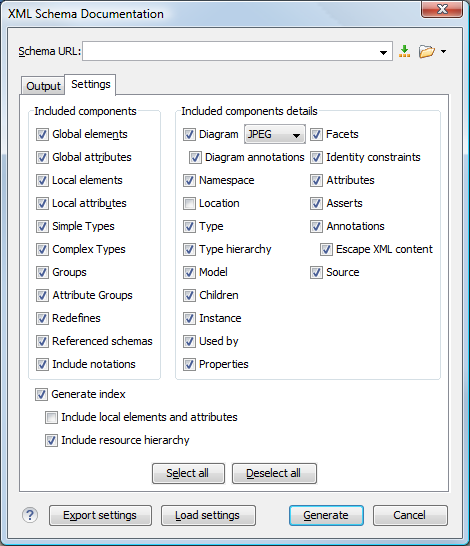 XML Schema Documentation
Schema URL:
Output Settings
Included components
Global elements
Global attributes
Local elements
Local attributes
Simple Types
Complex Types
Groups
Attribute Groups
Redefines
Referenced schemas
Include notations
Included components details
Diagram JPEG
Diagram annotations
Namespace
Location
Type
Type hierarchy
Model
Children
Instance
Used by
Properties
Facets
Identity constraints
Attributes
Asserts
Annotations
Escape XML content
Source
Generate index
Include local elements and attributes
Include resource hierarchy
Select all Deselect all
? Export settings Load settings Generate Cancel